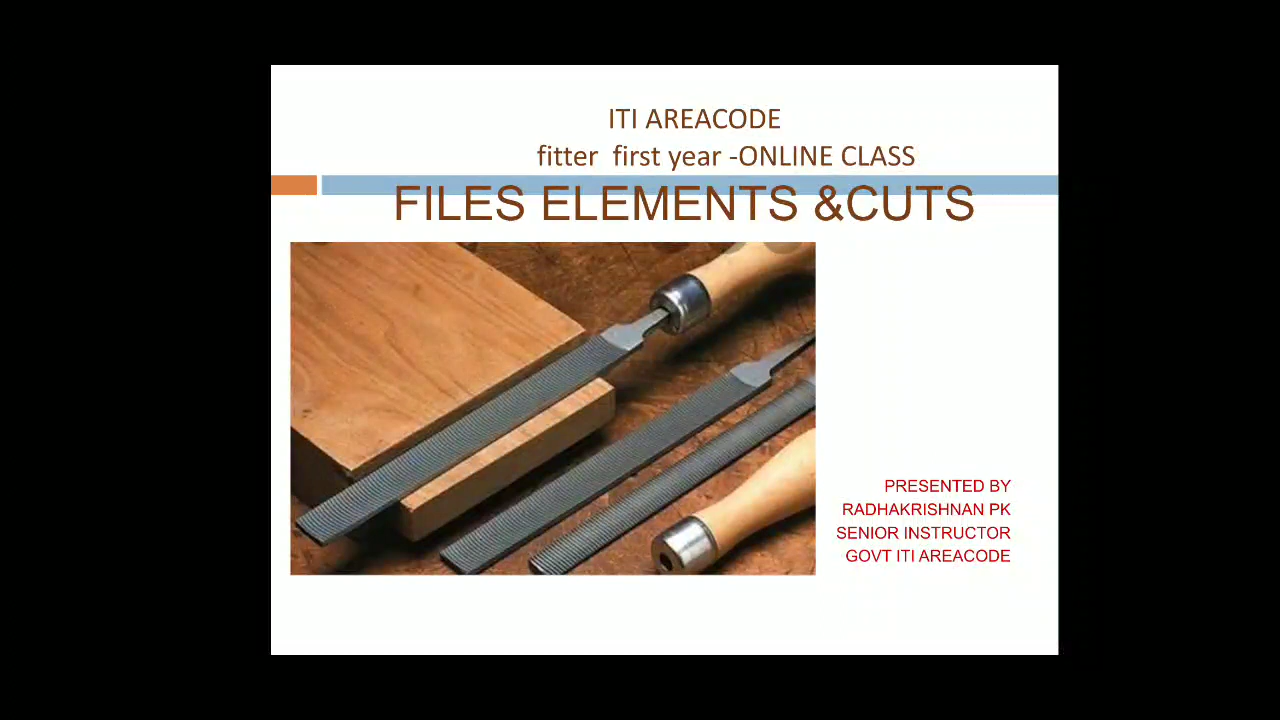 ITI AREACODE
fitter first year -ONLINE CLASS
FILES ELEMENTS &CUTS
PRESENTED BY
RADHAKRISHNAN PK
SENIOR INSTRUCTOR
GOVT ITI AREACODE